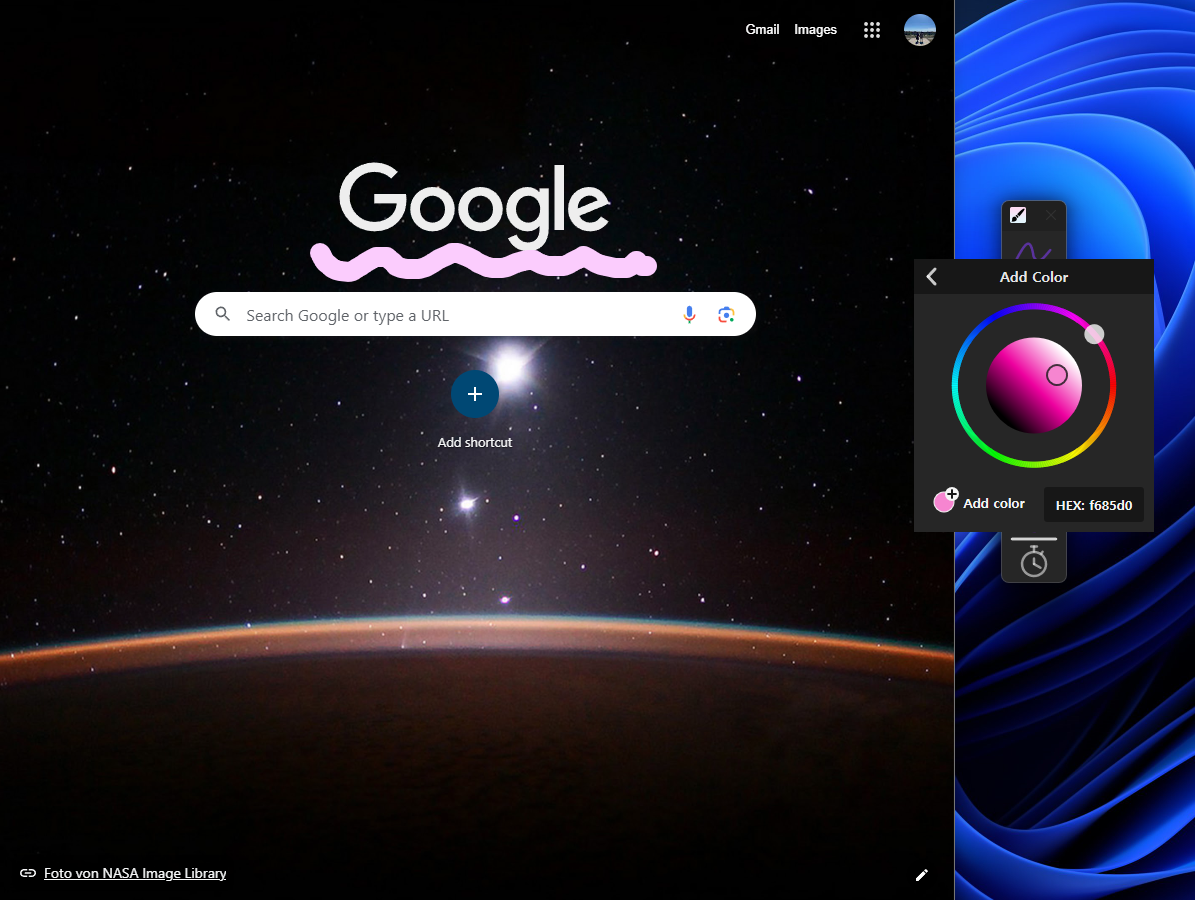 Gmail Images
Google
Search Google or type a URL
Add shortcut
Add Color
Add color
HEX: f685d0
Foto von NASA Image Library